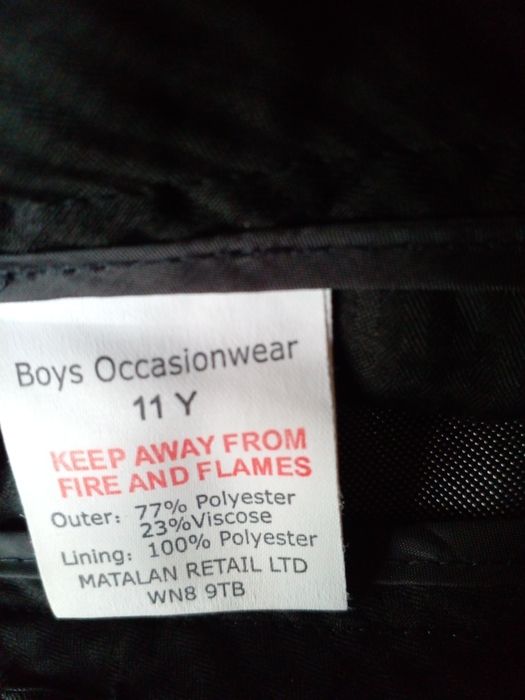 Boys Occasionwear
11 Y
KEEP AWAY FROM
FIRE AND FLAMES
Outer: 77% Polyester
23%Viscose
Lining: 100% Polyester
MATALAN RETAIL LTD
WN8 9TB